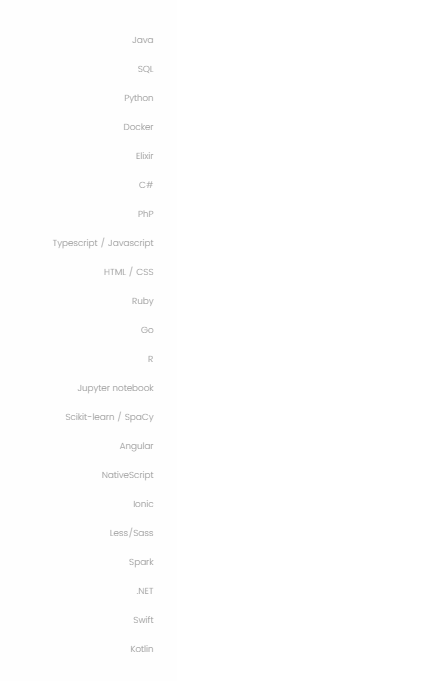 Java
SQL
Python
Docker
Elixir
C#
PhP
Typescript / Javascript
HTML / CSS
Ruby
Go
R
Jupyter notebook
Scikit-learn / SpaCy
Angular
NativeScript
Ionic
Less/Sass
Spark
.NET
Swift
Kotlin